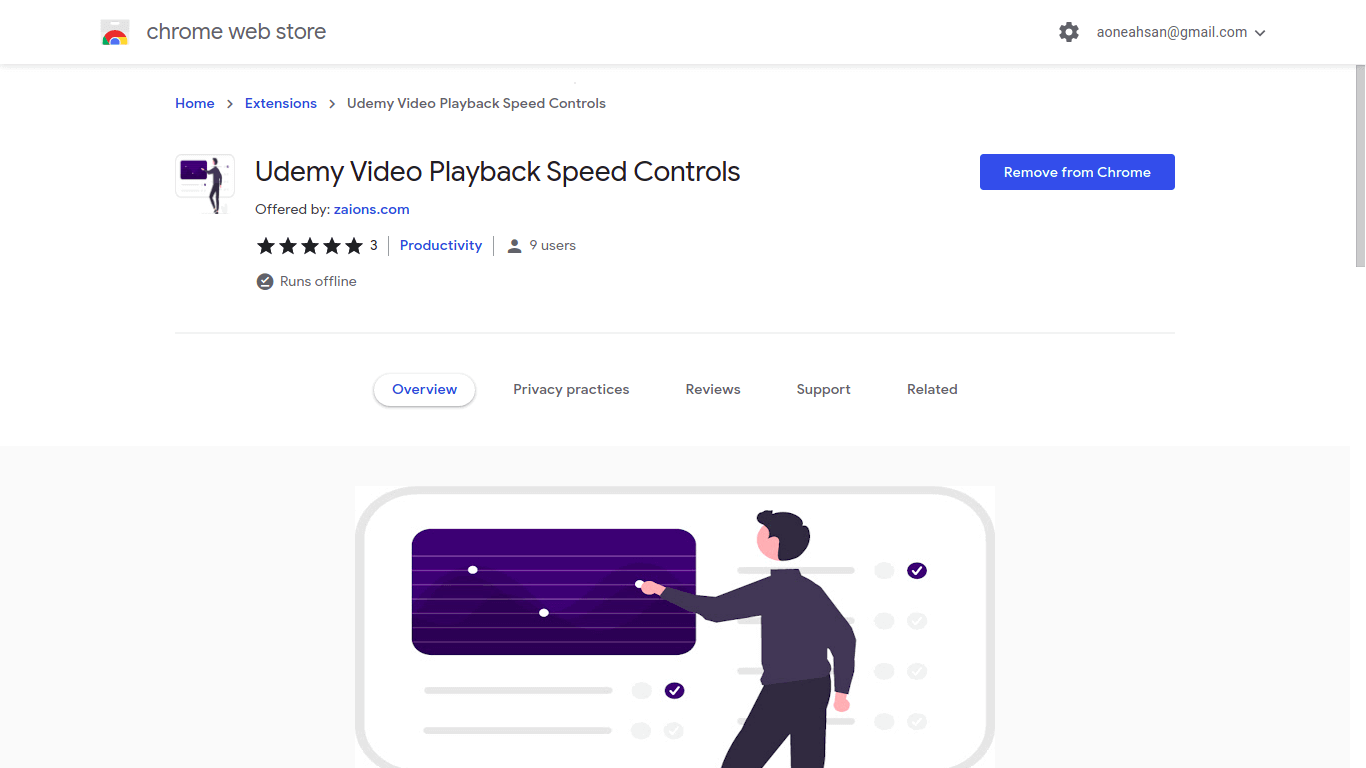 chrome web store
aoneahsan@gmail.com
Home > Extensions > Udemy Video Playback Speed Controls
Udemy Video Playback Speed Controls
Remove from Chrome
Offered by: zaions.com
3 Productivity 9 users
Runs offline
Overview Privacy practices Reviews Support Related